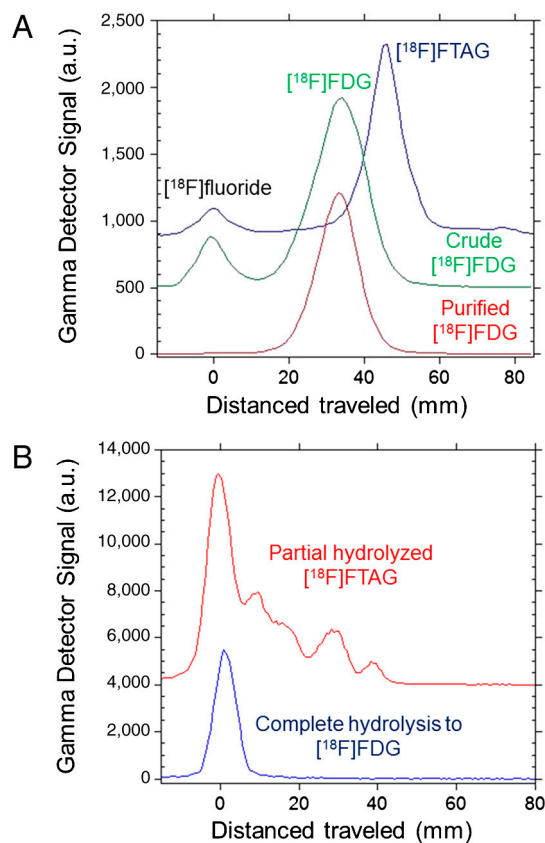 A
Gamma Detector Signal (a.u.)
2,500
2,000
1,500
1,000
500
0
[¹⁸F]FTAG
[¹⁸F]FDG
[¹⁸F]fluoride
Crude
[¹⁸F]FDG
Purified
[¹⁸F]FDG
0 20 40 60 80
Distanced traveled (mm)
B
Gamma Detector Signal (a.u.)
14,000
12,000
10,000
8,000
6,000
4,000
2,000
0
Partial hydrolyzed
[¹⁸F]FTAG
Complete hydrolysis to
[¹⁸F]FDG
0 20 40 60 80
Distanced traveled (mm)